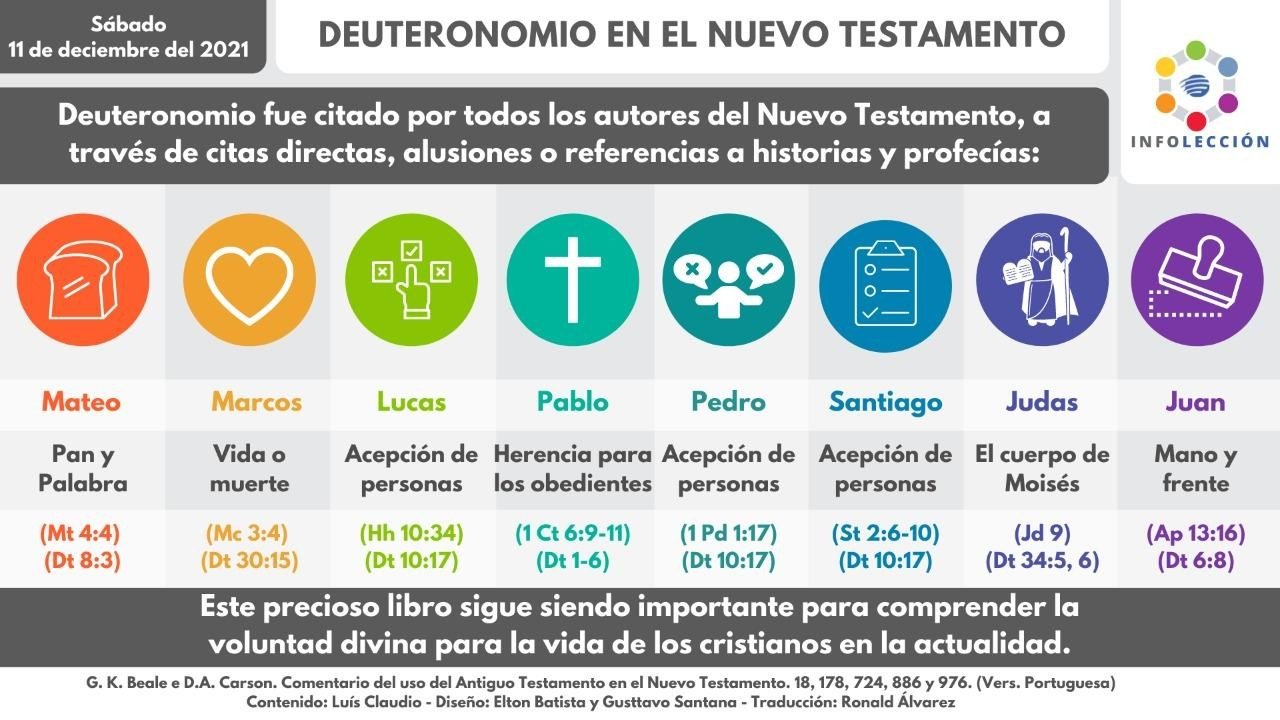 Sábado
11 de deciembre del 2021
DEUTERONOMIO EN EL NUEVO TESTAMENTO
INFOLECCIÓN
Deuteronomio fue citado por todos los autores del Nuevo Testamento, a
través de citas directas, alusiones o referencias a historias y profecías:
Mateo
Marcos
Lucas
Pablo
Pedro
Santiago
Judas
Juan
Pan y
Palabra
Vida o
muerte
Acepción de
personas
Herencia para
los obedientes
Acepción de
personas
Acepción de
personas
El cuerpo de
Moisés
Mano y
frente
(Mt 4:4)
(Dt 8:3)
(Mc 3:4)
(Dt 30:15)
(Hh 10:34)
(Dt 10:17)
(1 Ct 6:9-11)
(Dt 1-6)
(1 Pd 1:17)
(Dt 10:17)
(St 2:6-10)
(Dt 10:17)
(Jd 9)
(Dt 34:5, 6)
(Ap 13:16)
(Dt 6:8)
Este precioso libro sigue siendo importante para comprender la
voluntad divina para la vida de los cristianos en la actualidad.
G. K. Beale e D.A. Carson. Comentario del uso del Antiguo Testamento en el Nuevo Testamento. 18, 178, 724, 886 y 976. (Vers. Portuguesa)
Contenido: Luís Claudio - Diseño: Elton Batista y Gusttavo Santana - Traducción: Ronald Álvarez